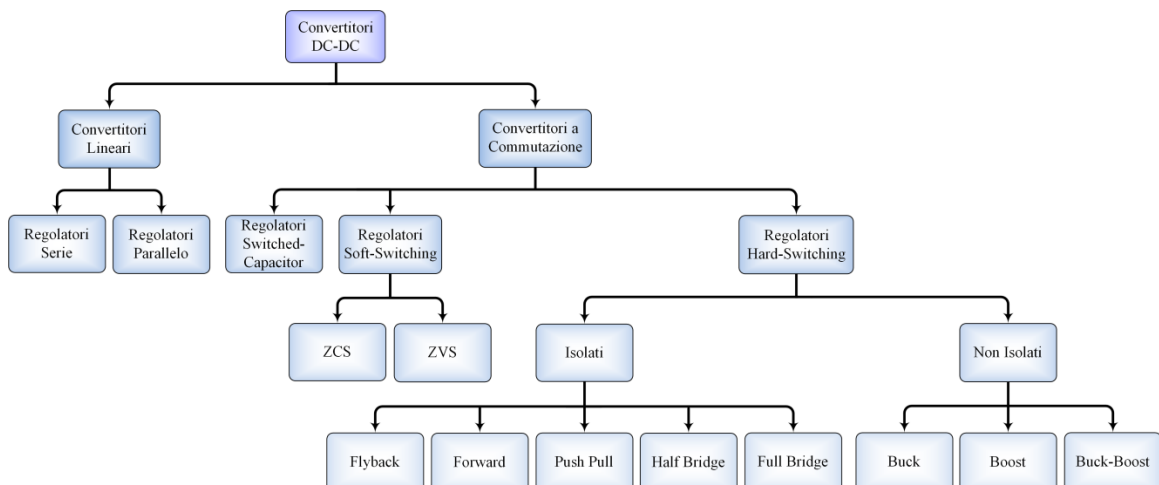 Convertitori
DC-DC
Convertitori
Lineari
Convertitori a
Commutazione
Regolatori
Serie
Regolatori
Parallelo
Regolatori
Switched-
Capacitor
Regolatori
Soft-Switching
Regolatori
Hard-Switching
ZCS
ZVS
Isolati
Non Isolati
Flyback
Forward
Push Pull
Half Bridge
Full Bridge
Buck
Boost
Buck-Boost